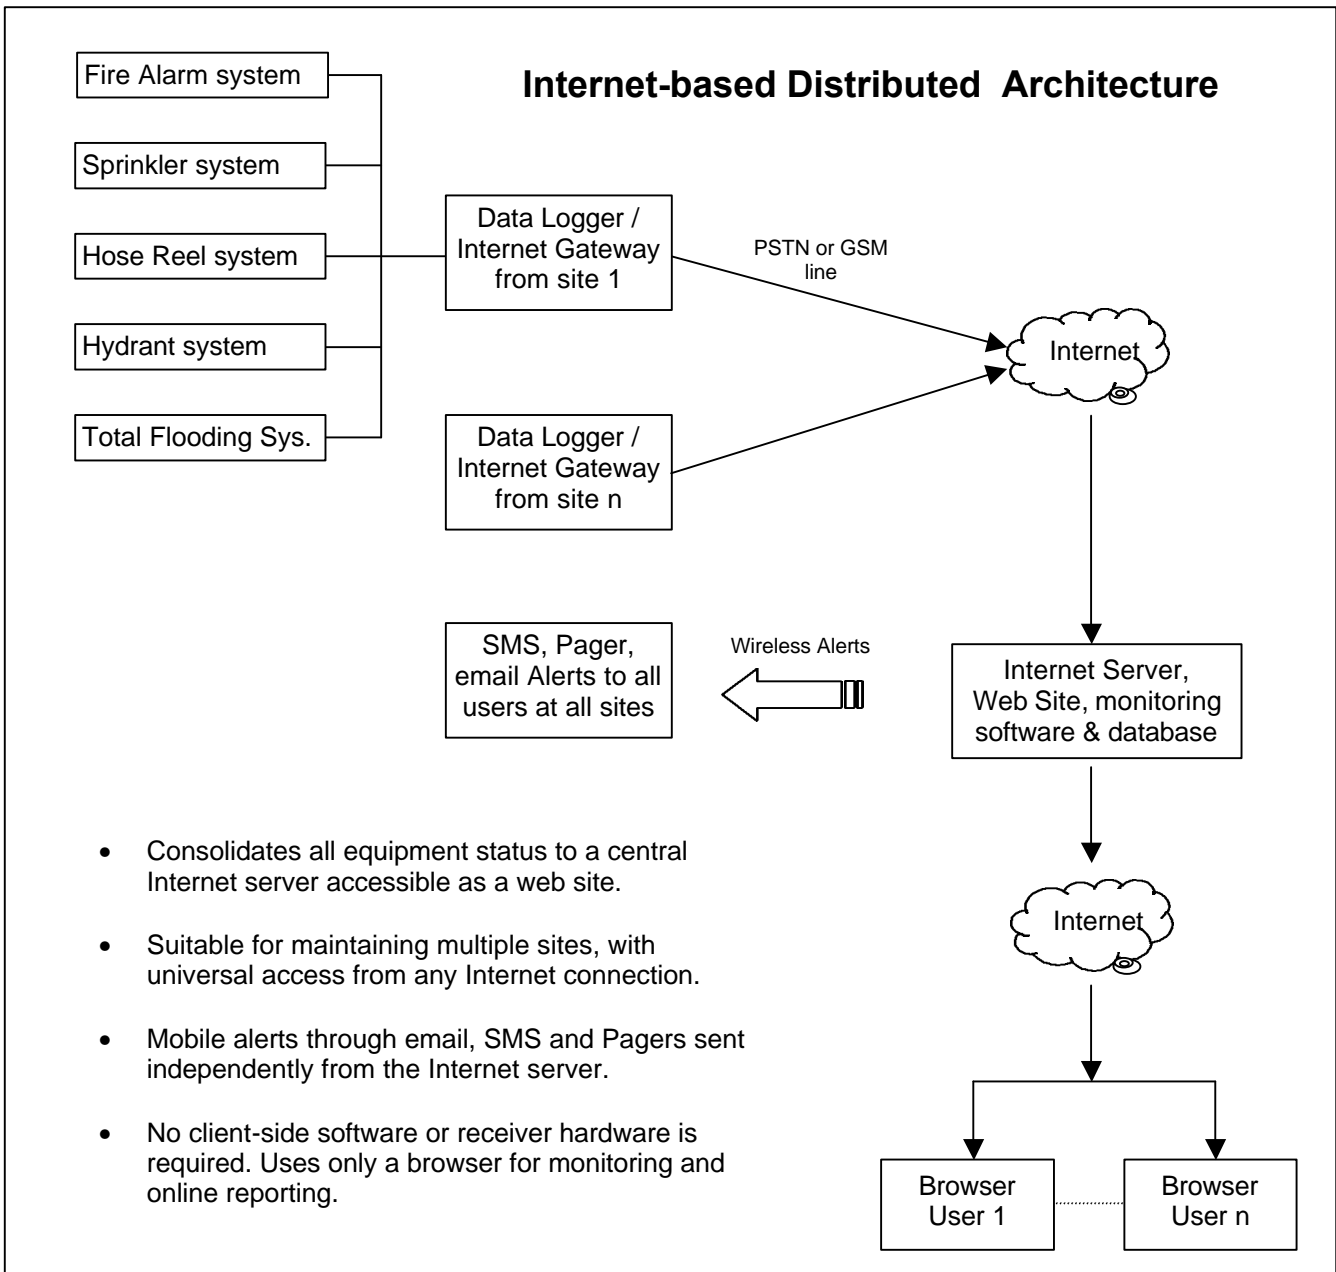 Internet-based Distributed Architecture
Fire Alarm system
Sprinkler system
Hose Reel system
Hydrant system
Total Flooding Sys.
Data Logger /
Internet Gateway
from site 1
PSTN or GSM
line
Internet
Data Logger /
Internet Gateway
from site n
SMS, Pager,
email Alerts to all
users at all sites
Wireless Alerts
Internet Server,
Web Site, monitoring
software & database
• Consolidates all equipment status to a central
Internet server accessible as a web site.
• Suitable for maintaining multiple sites, with
universal access from any Internet connection.
• Mobile alerts through email, SMS and Pagers sent
independently from the Internet server.
• No client-side software or receiver hardware is
required. Uses only a browser for monitoring and
online reporting.
Internet
Browser
User 1
Browser
User n